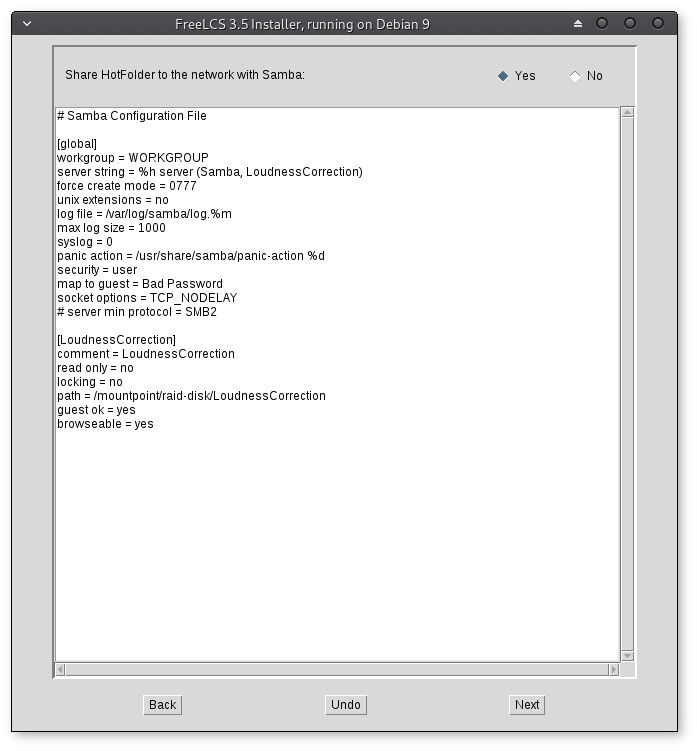 FreeLCS 3.5 Installer, running on Debian 9
Share HotFolder to the network with Samba:
Yes
No
# Samba Configuration File
[global]
workgroup = WORKGROUP
server string = %h server (Samba, LoudnessCorrection)
force create mode = 0777
unix extensions = no
log file = /var/log/samba/log.%m
max log size = 1000
syslog = 0
panic action = /usr/share/samba/panic-action %d
security = user
map to guest = Bad Password
socket options = TCP_NODELAY
# server min protocol = SMB2
[LoudnessCorrection]
comment = LoudnessCorrection
read only = no
locking = no
path = /mountpoint/raid-disk/LoudnessCorrection
guest ok = yes
browseable = yes
Back
Undo
Next